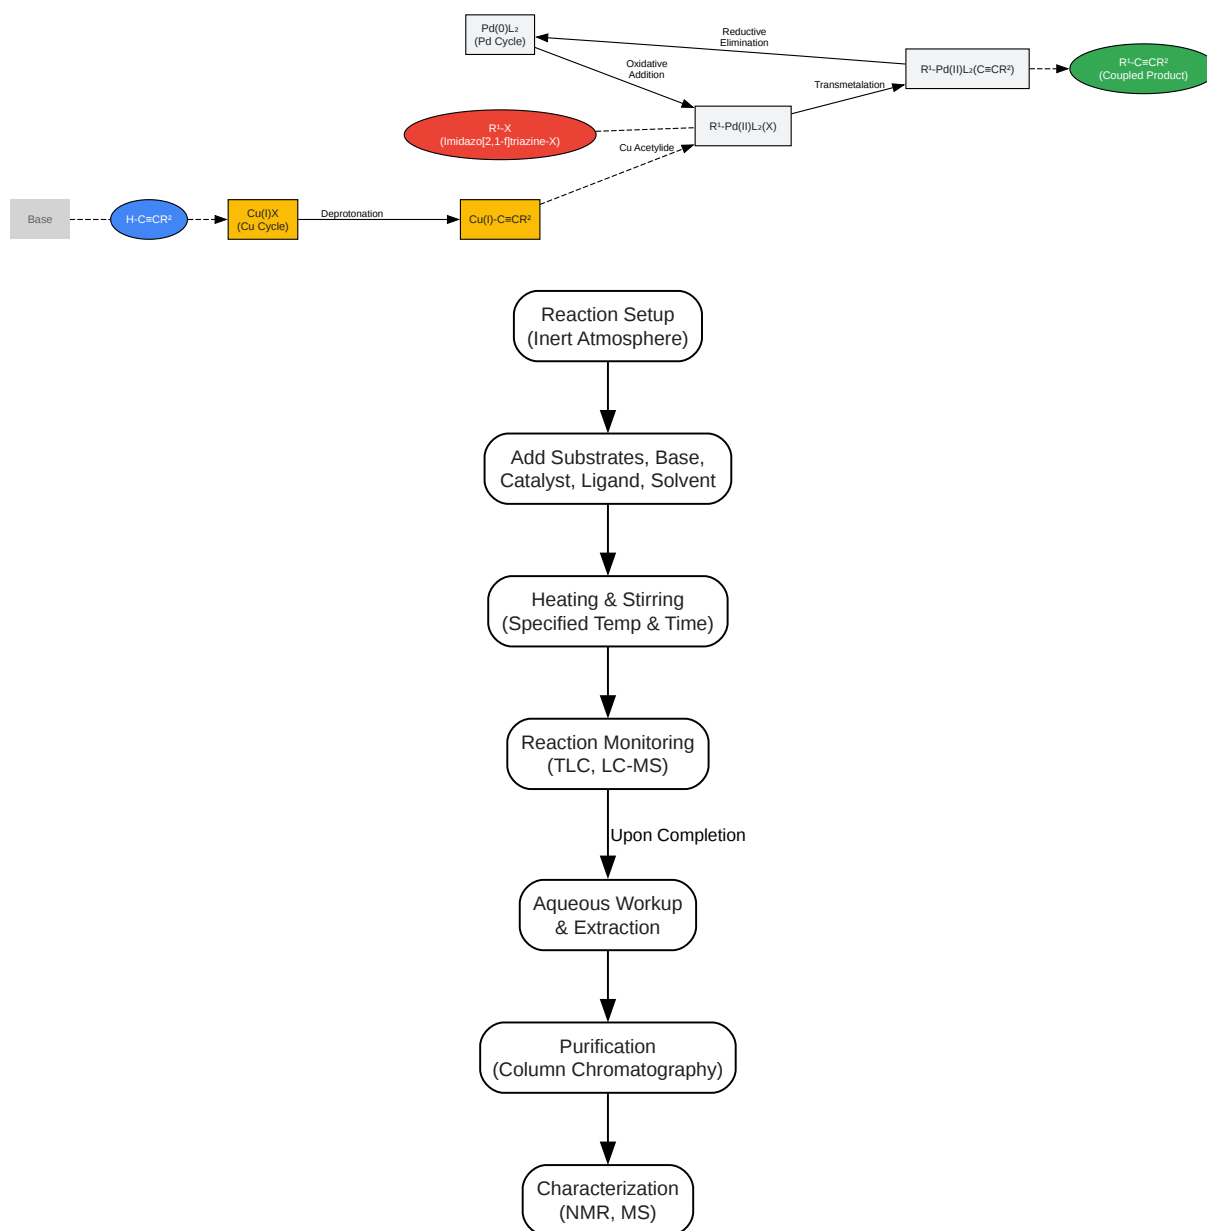 Pd(0)L₂
(Pd Cycle)
Reductive
Elimination
R¹-Pd(II)L₂(C≡CR²)
R¹-C≡CR²
(Coupled Product)
Oxidative
Addition
Transmetalation
R¹-X
(Imidazo[2,1-f]triazine-X)
R¹-Pd(II)L₂(X)
Cu Acetylide
Base
H-C≡CR²
Cu(I)X
(Cu Cycle)
Deprotonation
Cu(I)-C≡CR²
Reaction Setup
(Inert Atmosphere)
Add Substrates, Base,
Catalyst, Ligand, Solvent
Heating & Stirring
(Specified Temp & Time)
Reaction Monitoring
(TLC, LC-MS)
Upon Completion
Aqueous Workup
& Extraction
Purification
(Column Chromatography)
Characterization
(NMR, MS)